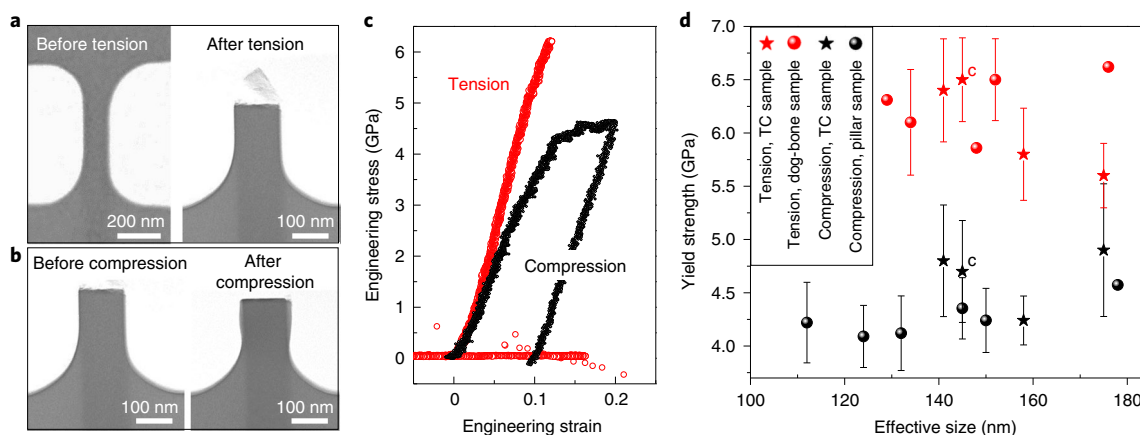 a
Before tension
After tension
200 nm
100 nm
b
Before compression
After
compression
100 nm
100 nm
c
6
5
4
3
2
1
0
Engineering stress (GPa)
Tension
Compression
0
0.1
0.2
Engineering strain
d
Tension, TC sample
Tension, dog-bone sample
Compression, TC sample
Compression, pillar sample
7.0
6.5
6.0
5.5
5.0
4.5
4.0
Yield strength (GPa)
c
c
100
120
140
160
180
Effective size (nm)